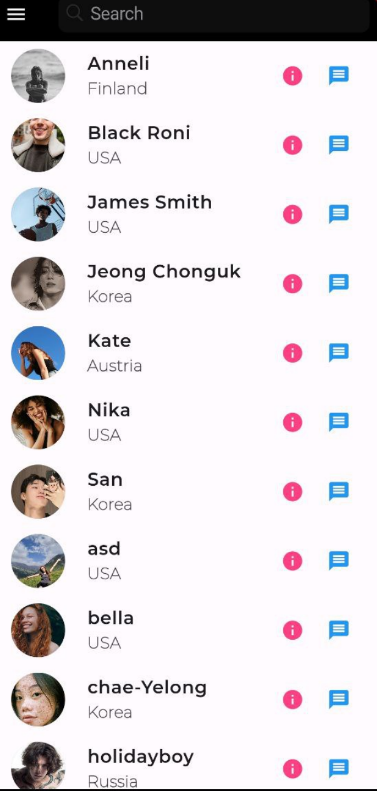 Search
Anneli
Finland
Black Roni
USA
James Smith
USA
Jeong Chonguk
Korea
Kate
Austria
Nika
USA
San
Korea
asd
USA
bella
USA
chae-Yelong
Korea
holidayboy
Russia